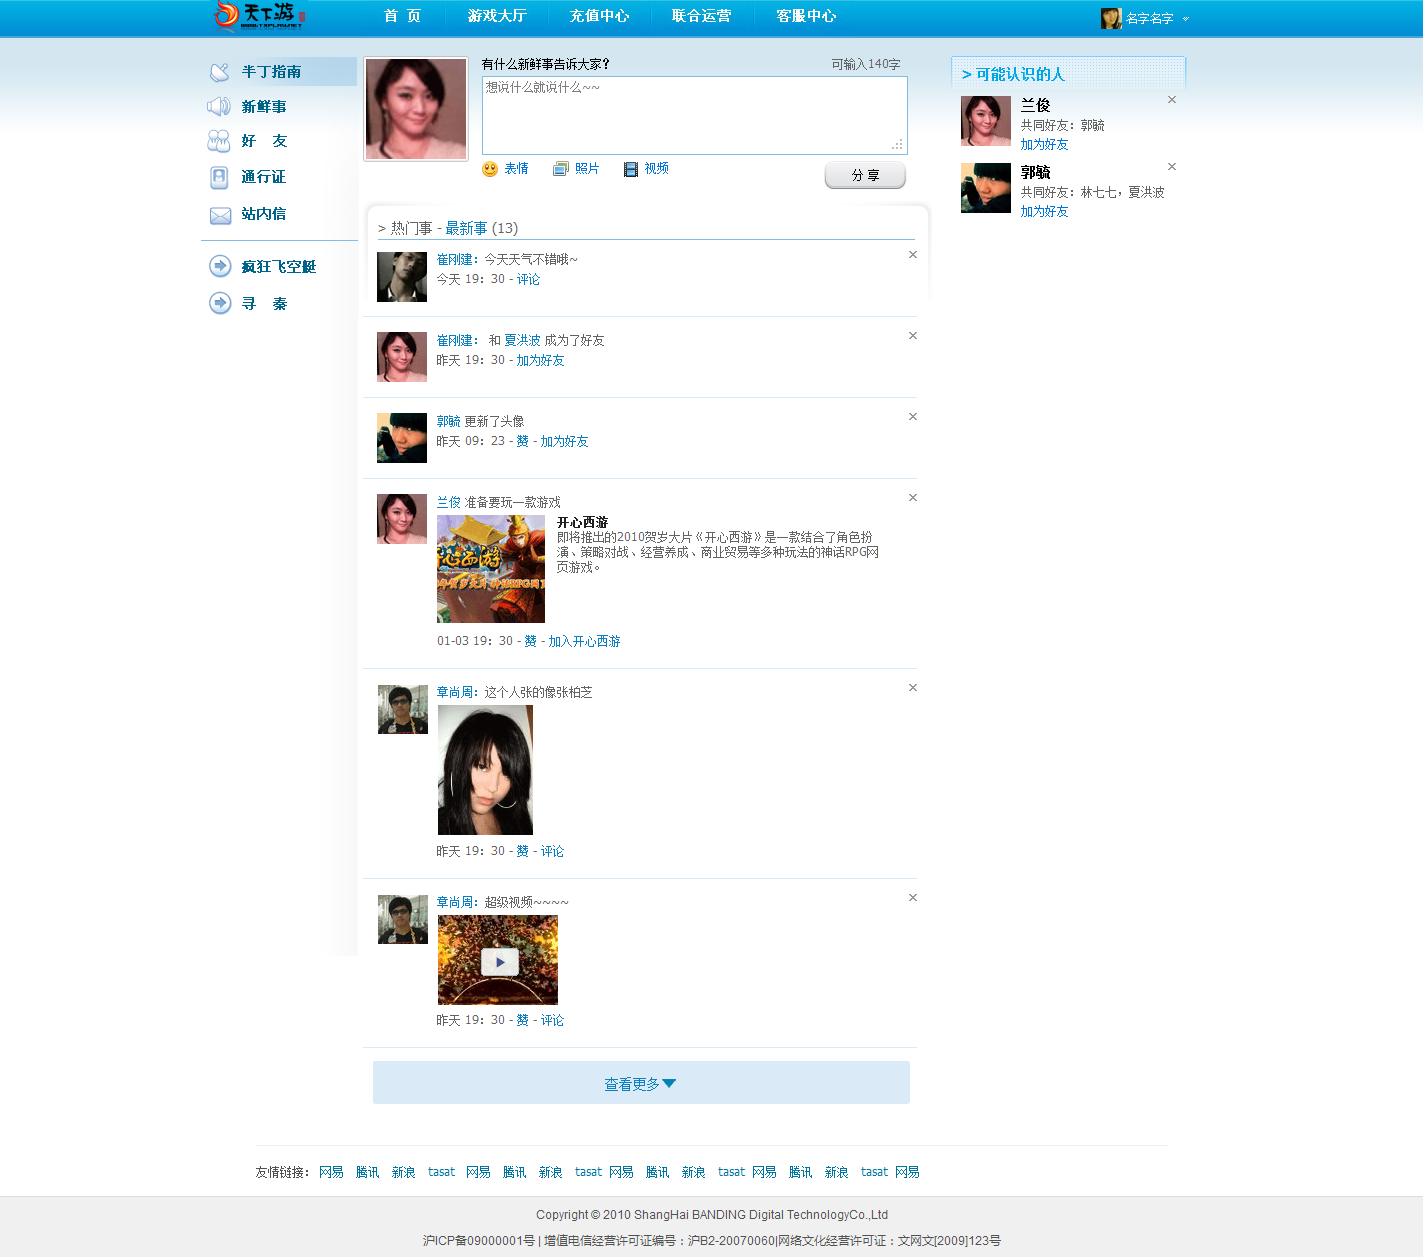 天下游
WWW.TXPLAY.NET
首 页
游戏大厅
充值中心
联合运营
客服中心
名字名字
半丁指南
新鲜事
好 友
通行证
站内信
疯狂飞空艇
寻 秦
有什么新鲜事告诉大家?
可输入140字
想说什么就说什么~~
表情
照片
视频
分 享
> 热门事 - 最新事 (13)
崔刚建：今天天气不错哦~
今天 19：30 - 评论
崔刚建： 和 夏洪波 成为了好友
昨天 19：30 - 加为好友
郭毓 更新了头像
昨天 09：23 - 赞 - 加为好友
兰俊 准备要玩一款游戏
开心西游
即将推出的2010贺岁大片《开心西游》是一款结合了角色扮
演、策略对战、经营养成、商业贸易等多种玩法的神话RPG网
页游戏。
01-03 19：30 - 赞 - 加入开心西游
章尚周：这个人张的像张柏芝
昨天 19：30 - 赞 - 评论
章尚周：超级视频~~~~
昨天 19：30 - 赞 - 评论
查看更多
> 可能认识的人
兰俊
共同好友：郭毓
加为好友
郭毓
共同好友：林七七，夏洪波
加为好友
友情链接： 网易 腾讯 新浪 tasat 网易 腾讯 新浪 tasat 网易 腾讯 新浪 tasat 网易 腾讯 新浪 tasat 网易
Copyright © 2010 ShangHai BANDING Digital TechnologyCo.,Ltd
沪ICP备09000001号 | 增值电信经营许可证编号：沪B2-20070060|网络文化经营许可证：文网文[2009]123号